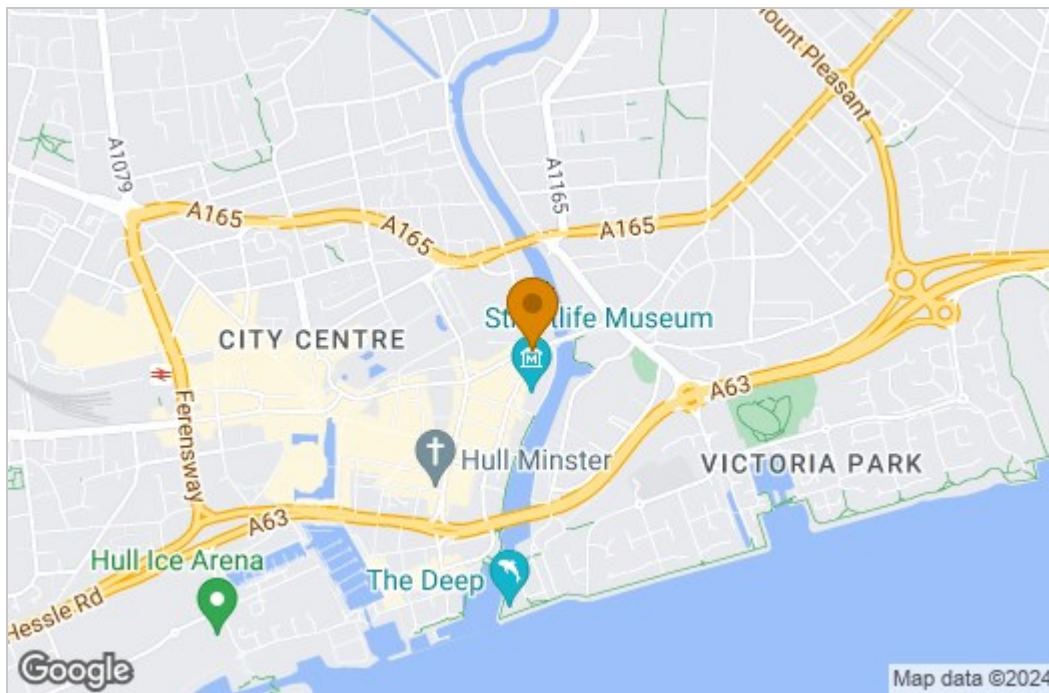 Mount Pleasant
A1079
A1165
A165
A165
A165
Streetlife Museum
CITY CENTRE
A63
Ferensway
Hull Minster
VICTORIA PARK
A63
Hull Ice Arena
The Deep
Hessle Rd
Google
Map data ©2024